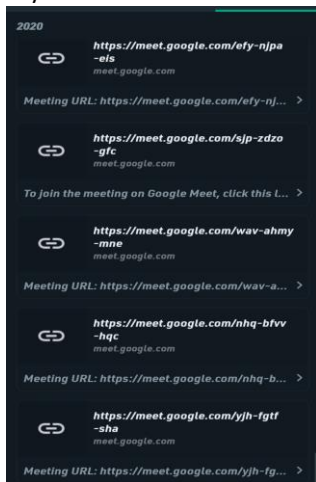 2020
https://meet.google.com/efy-njpa
-eis
meet.google.com
Meeting URL: https://meet.google.com/efy-nj...
https://meet.google.com/sjp-zdzo
-gfc
meet.google.com
To join the meeting on Google Meet, click this l...
https://meet.google.com/wav-ahmy
-mne
meet.google.com
Meeting URL: https://meet.google.com/wav-a...
https://meet.google.com/nhq-bfvv
-hqc
meet.google.com
Meeting URL: https://meet.google.com/nhq-b...
https://meet.google.com/yjh-fgtf
-sha
meet.google.com
Meeting URL: https://meet.google.com/yjh-fg...